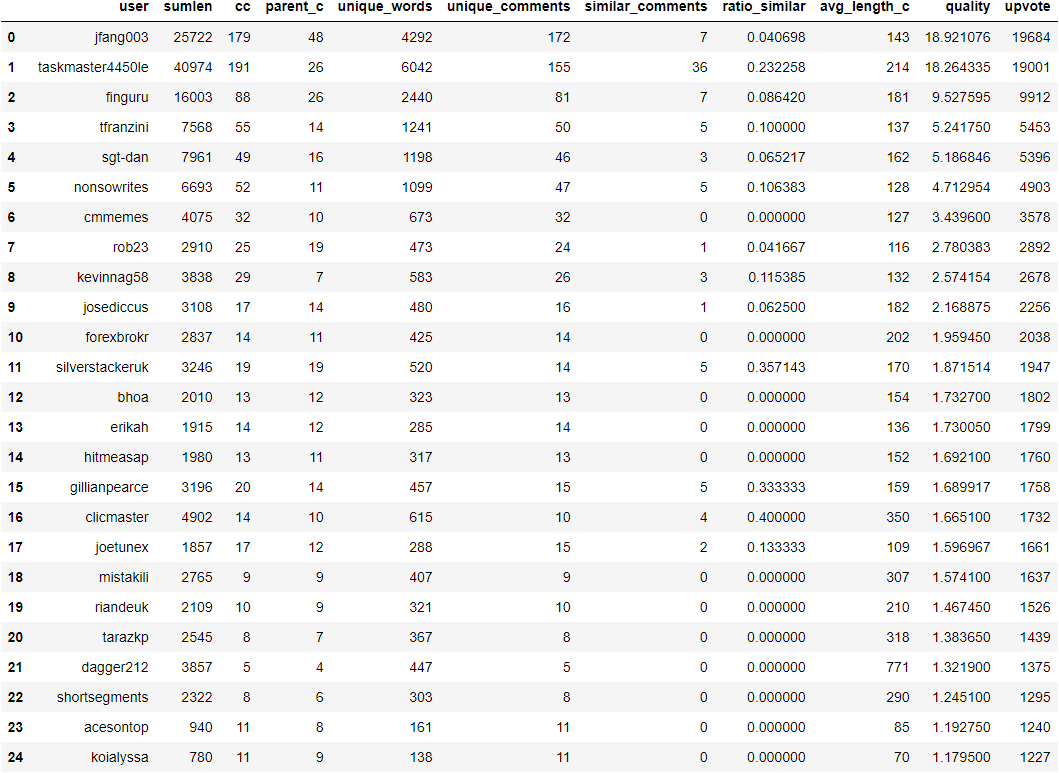 user sumlen cc parent_c unique_words unique_comments similar_comments ratio_similar avg_length_c quality upvote
0 jfang003 25722 179 48 4292 172 7 0.040698 143 18.921076 19684
1 taskmaster4450le 40974 191 26 6042 155 36 0.232258 214 18.264335 19001
2 finguru 16003 88 26 2440 81 7 0.086420 181 9.527595 9912
3 tfranzini 7568 55 14 1241 50 5 0.100000 137 5.241750 5453
4 sgt-dan 7961 49 16 1198 46 3 0.065217 162 5.186846 5396
5 nonsowrites 6693 52 11 1099 47 5 0.106383 128 4.712954 4903
6 cmmemes 4075 32 10 673 32 0 0.000000 127 3.439600 3578
7 rob23 2910 25 19 473 24 1 0.041667 116 2.780383 2892
8 kevinnag58 3838 29 7 583 26 3 0.115385 132 2.574154 2678
9 josediccus 3108 17 14 480 16 1 0.062500 182 2.168875 2256
10 forexbrokr 2837 14 11 425 14 0 0.000000 202 1.959450 2038
11 silverstackeruk 3246 19 19 520 14 5 0.357143 170 1.871514 1947
12 bhoa 2010 13 12 323 13 0 0.000000 154 1.732700 1802
13 erikah 1915 14 12 285 14 0 0.000000 136 1.730050 1799
14 hitmeasap 1980 13 11 317 13 0 0.000000 152 1.692100 1760
15 gillianpearce 3196 20 14 457 15 5 0.333333 159 1.689917 1758
16 clicmaster 4902 14 10 615 10 4 0.400000 350 1.665100 1732
17 joetunex 1857 17 12 288 15 2 0.133333 109 1.596967 1661
18 mistakili 2765 9 9 407 9 0 0.000000 307 1.574100 1637
19 riandeuk 2109 10 9 321 10 0 0.000000 210 1.467450 1526
20 tarazkp 2545 8 7 367 8 0 0.000000 318 1.383650 1439
21 dagger212 3857 5 4 447 5 0 0.000000 771 1.321900 1375
22 shortsegments 2322 8 6 303 8 0 0.000000 290 1.245100 1295
23 acesontop 940 11 8 161 11 0 0.000000 85 1.192750 1240
24 koialyssa 780 11 9 138 11 0 0.000000 70 1.179500 1227